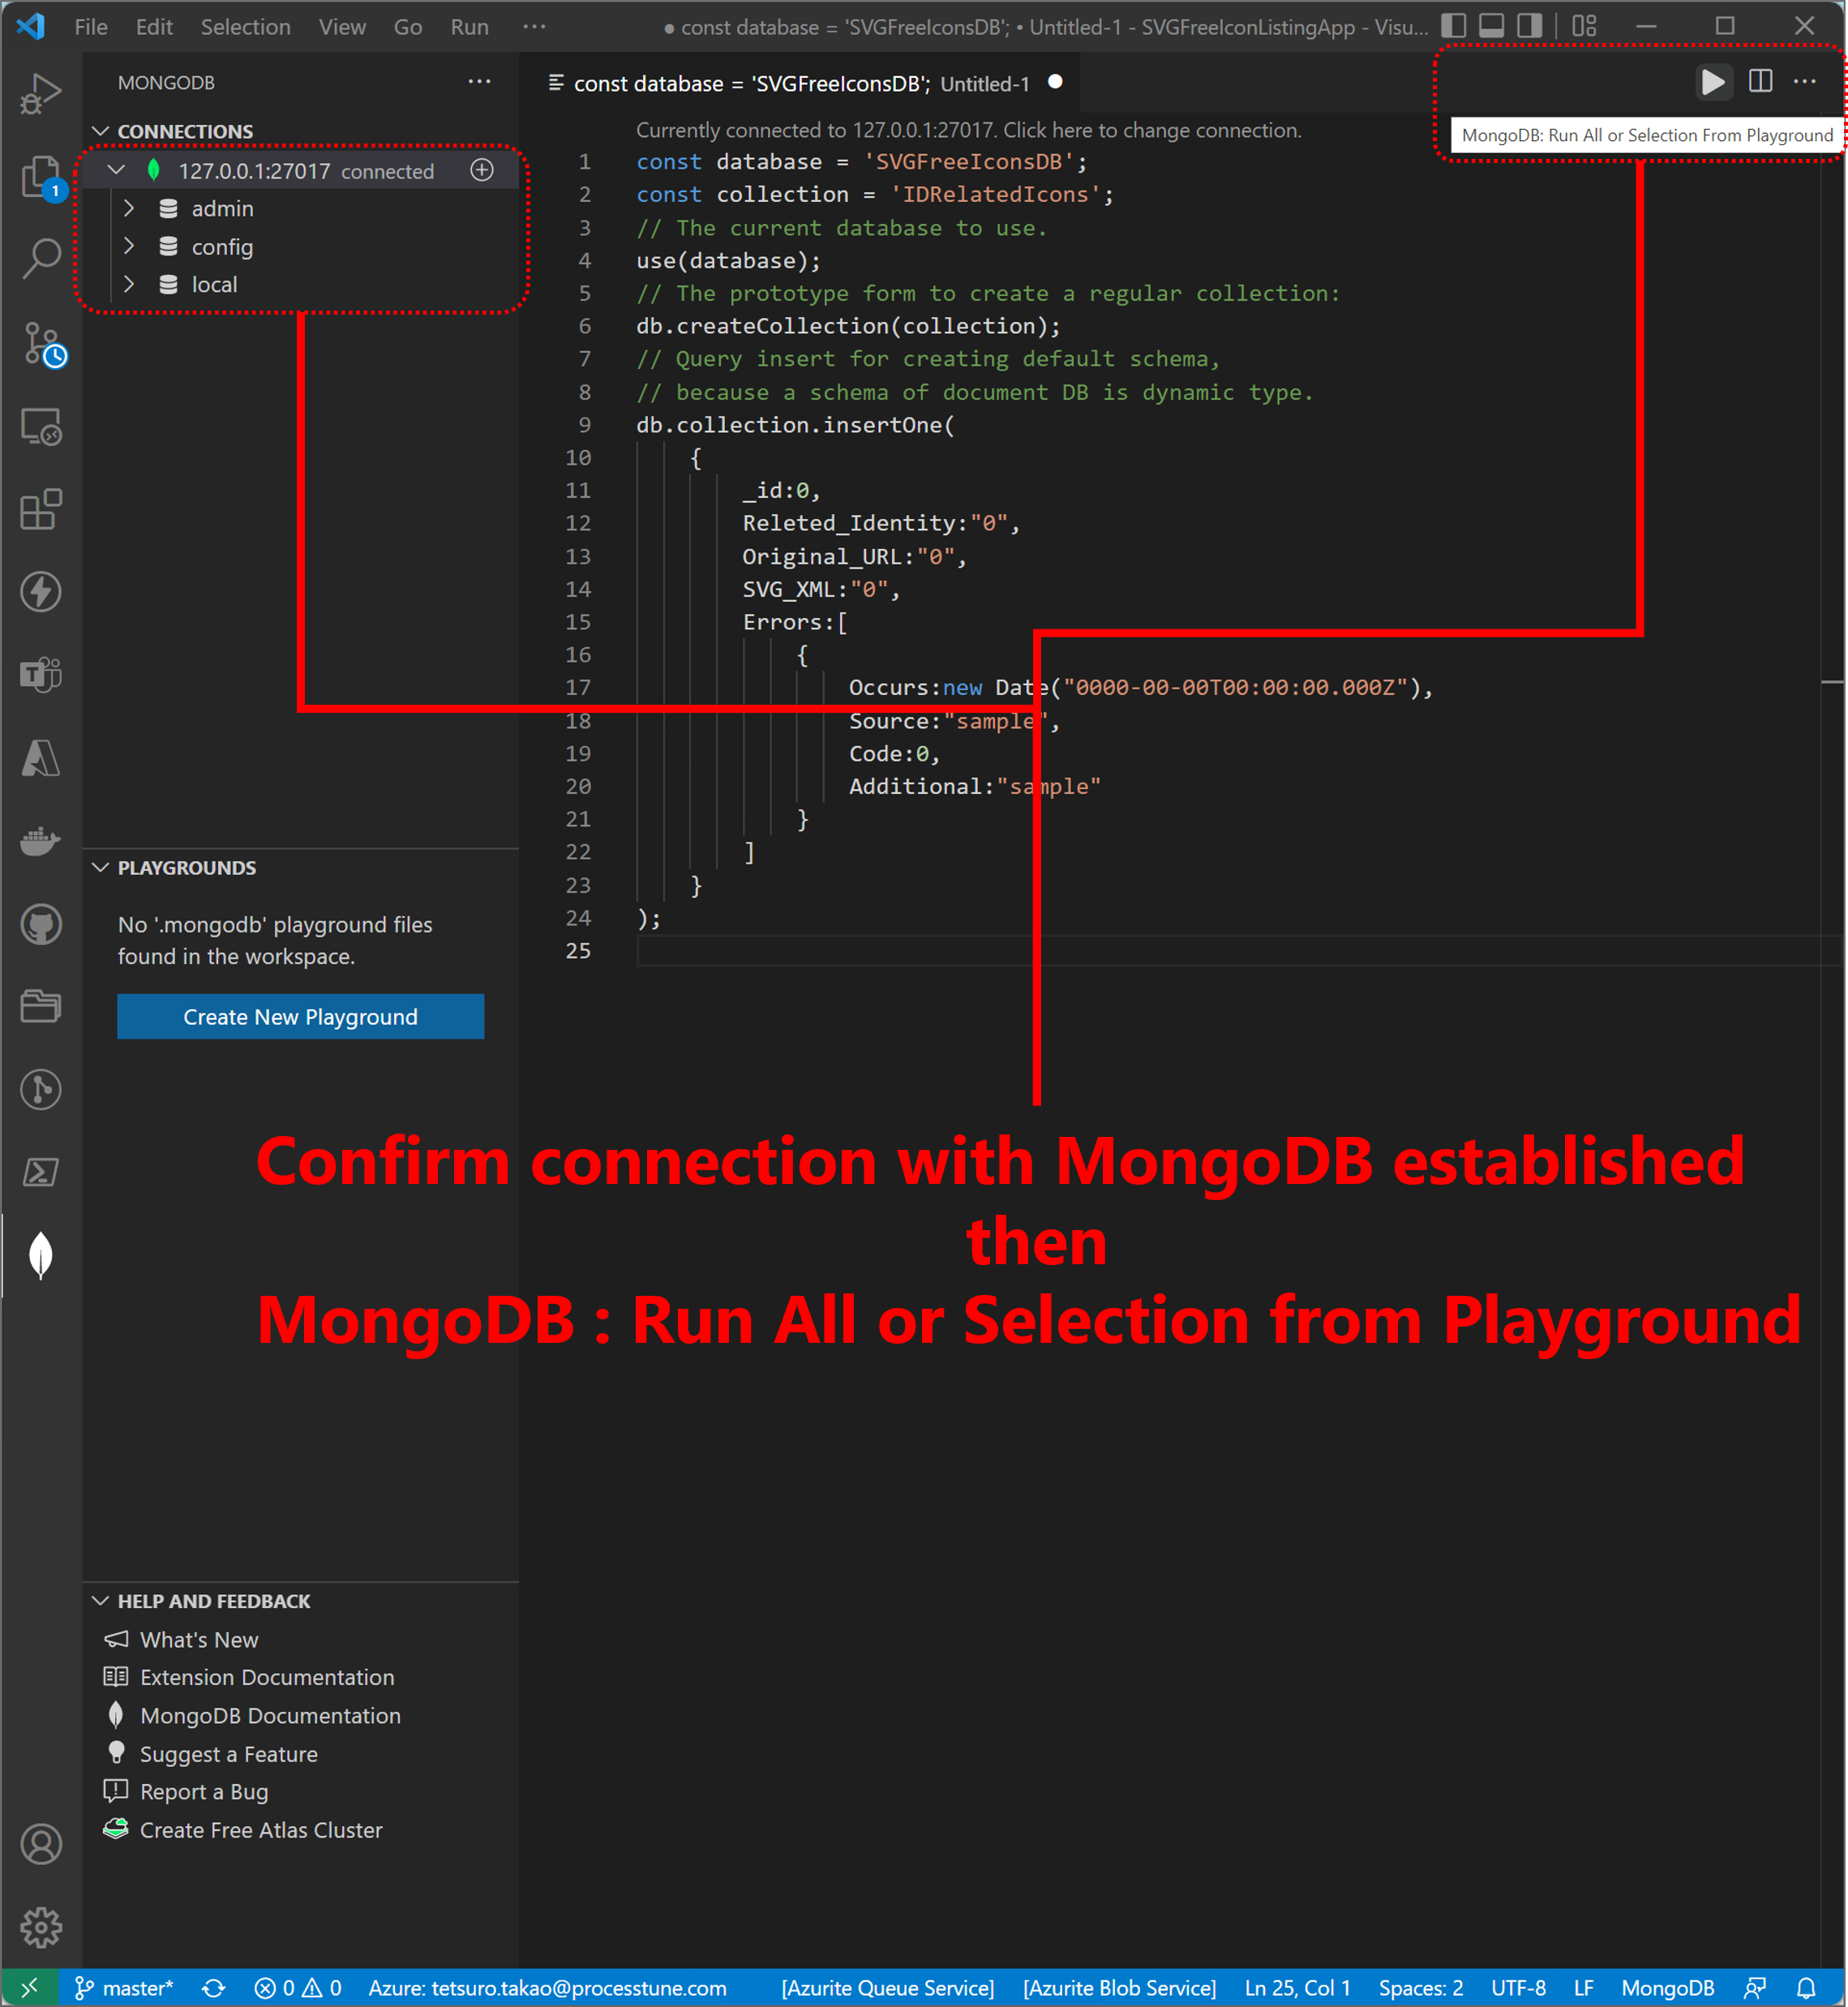 File Edit Selection View Go Run ··· ● const database = 'SVGFreeIconsDB'; • Untitled-1 - SVGFreeIconListingApp - Visu...
MONGODB ···
const database = 'SVGFreeIconsDB'; Untitled-1 ●
MongoDB: Run All or Selection From Playground
CONNECTIONS
127.0.0.1:27017 connected
admin
config
local
Currently connected to 127.0.0.1:27017. Click here to change connection.
1 const database = 'SVGFreeIconsDB';
2 const collection = 'IDRelatedIcons';
3 // The current database to use.
4 use(database);
5 // The prototype form to create a regular collection:
6 db.createCollection(collection);
7 // Query insert for creating default schema,
8 // because a schema of document DB is dynamic type.
9 db.collection.insertOne(
10 {
11 _id:0,
12 Releted_Identity:"0",
13 Original_URL:"0",
14 SVG_XML:"0",
15 Errors:[
16 {
17 Occurs:new Date("0000-00-00T00:00:00.000Z"),
18 Source:"sample",
19 Code:0,
20 Additional:"sample"
21 }
22 ]
23 }
24 );
25
1
PLAYGROUNDS
No '.mongodb' playground files
found in the workspace.
Create New Playground
Confirm connection with MongoDB established
then
MongoDB : Run All or Selection from Playground
HELP AND FEEDBACK
What's New
Extension Documentation
MongoDB Documentation
Suggest a Feature
Report a Bug
Create Free Atlas Cluster
master* 0 0 Azure: tetsuro.takao@processtune.com [Azurite Queue Service] [Azurite Blob Service] Ln 25, Col 1 Spaces: 2 UTF-8 LF MongoDB